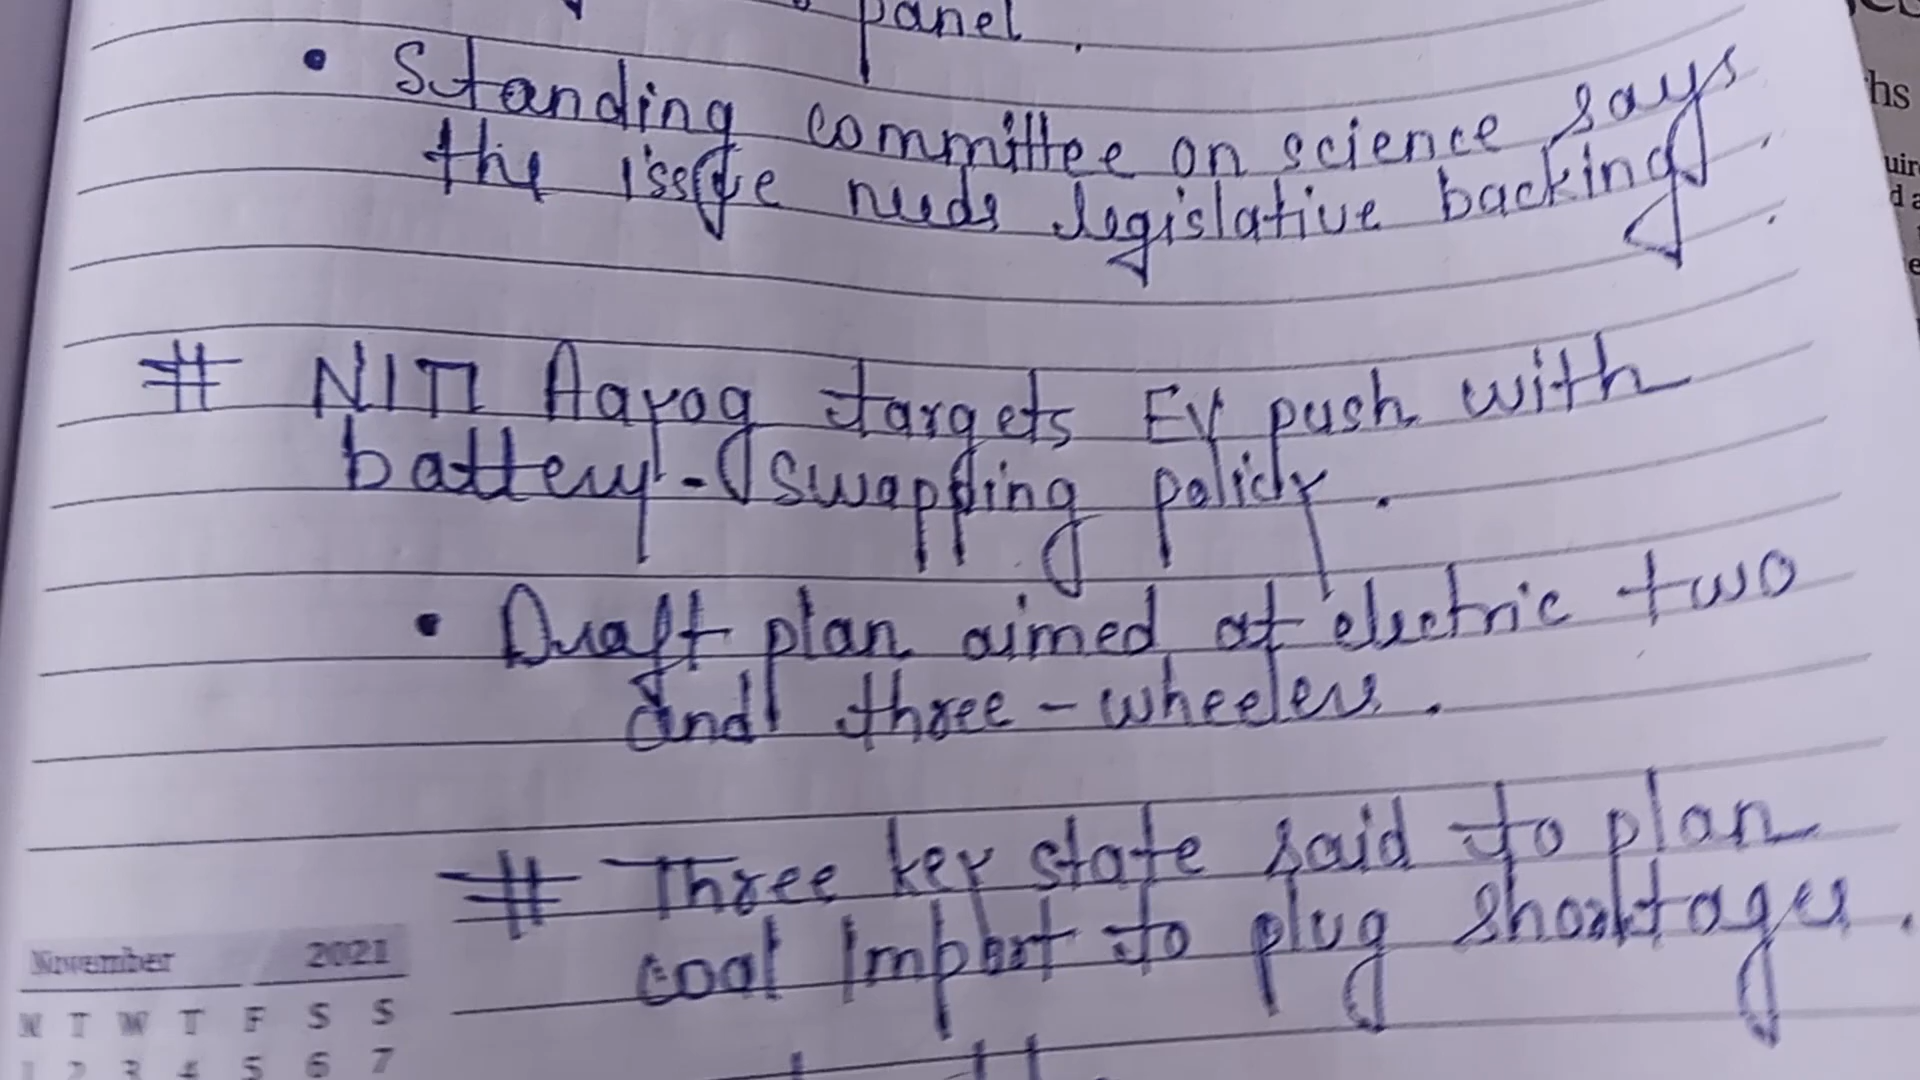 panel.
• Standing committee on science says
the issue needs legislative backing.
# NITI Aayog targets EV push with
battery-swapping policy.
• Draft plan aimed at electric two
and three-wheelers.
# Three key state said to plan
coal import to plug shortages.
November 2021
M T W T F S S
1 2 3 4 5 6 7
hs
uire
d a